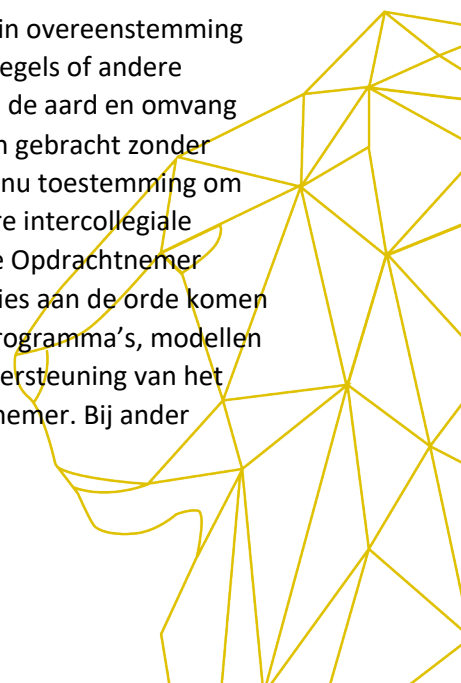 in overeenstemming
egels of andere
de aard en omvang
n gebracht zonder
nu toestemming om
re intercollegiale
e Opdrachtnemer
ies aan de orde komen
rogramma's, modellen
ersteuning van het
nemer. Bij ander